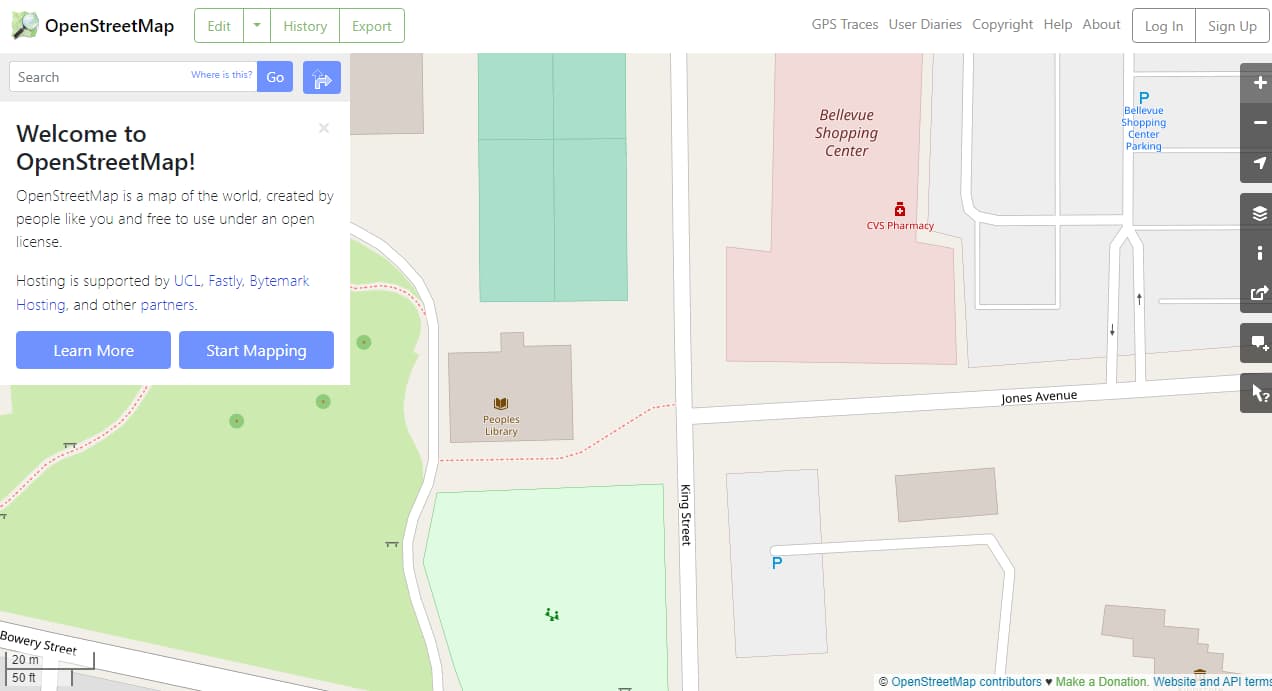 OpenStreetMap
Edit
History
Export
GPS Traces
User Diaries
Copyright
Help
About
Log In
Sign Up
Search
Where is this?
Go
Welcome to
OpenStreetMap!
OpenStreetMap is a map of the world, created by
people like you and free to use under an open
license.
Hosting is supported by UCL, Fastly, Bytemark
Hosting, and other partners.
Learn More
Start Mapping
Bellevue
Shopping
Center
CVS Pharmacy
P
Bellevue
Shopping
Center
Parking
Jones Avenue
Peoples
Library
King Street
P
Bowery Street
20 m
50 ft
© OpenStreetMap contributors ♥ Make a Donation. Website and API terms